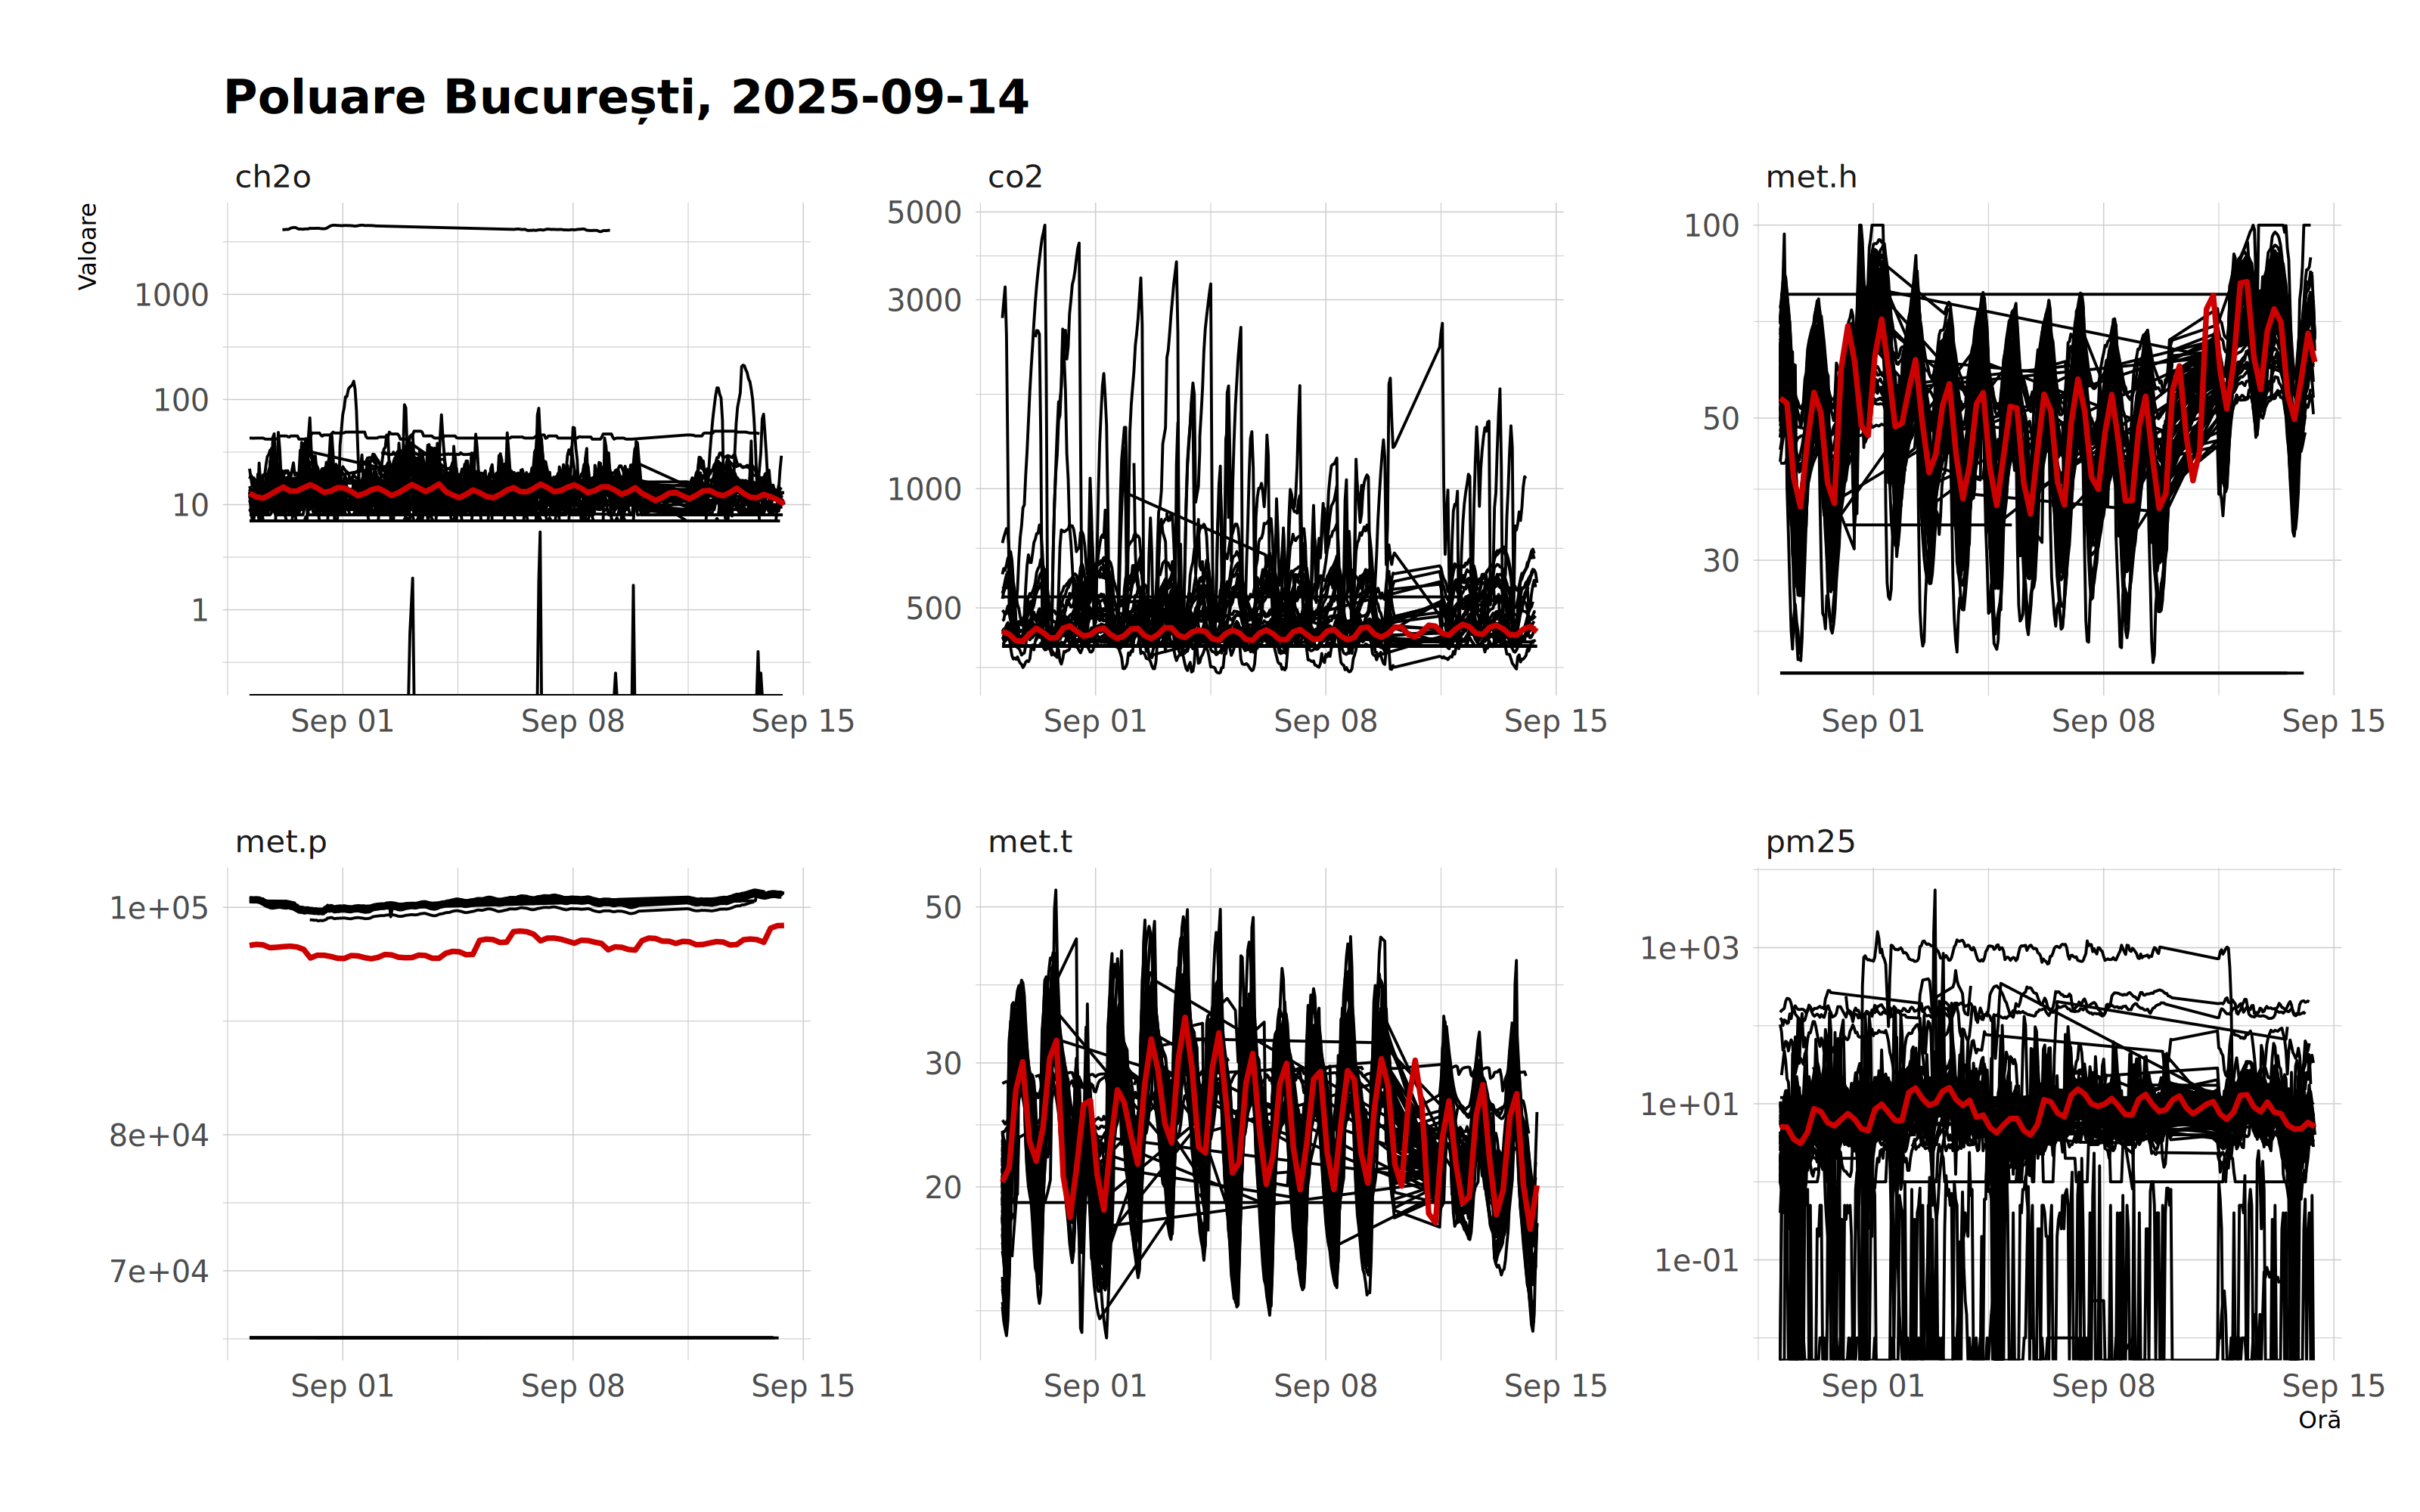 Poluare București, 2025-09-14
Valoare
ch2o
1000
100
10
1
Sep 01 Sep 08 Sep 15
co2
5000
3000
1000
500
Sep 01 Sep 08 Sep 15
met.h
100
50
30
Sep 01 Sep 08 Sep 15
met.p
1e+05
8e+04
7e+04
Sep 01 Sep 08 Sep 15
met.t
50
30
20
Sep 01 Sep 08 Sep 15
pm25
1e+03
1e+01
1e-01
Sep 01 Sep 08 Sep 15
Oră